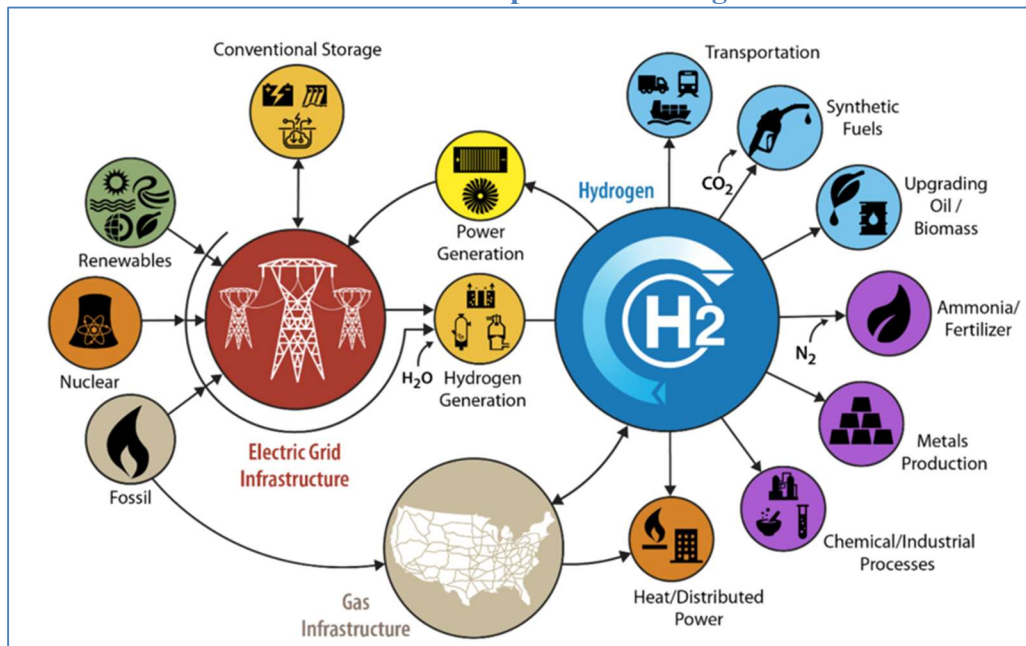 Conventional Storage
Transportation
Synthetic
Fuels
CO2
Hydrogen
Upgrading
Oil /
Biomass
Renewables
Power
Generation
H2
Ammonia/
Fertilizer
N2
Nuclear
H2O
Hydrogen
Generation
Electric Grid
Infrastructure
Metals
Production
Fossil
Chemical/Industrial
Processes
Gas
Infrastructure
Heat/Distributed
Power